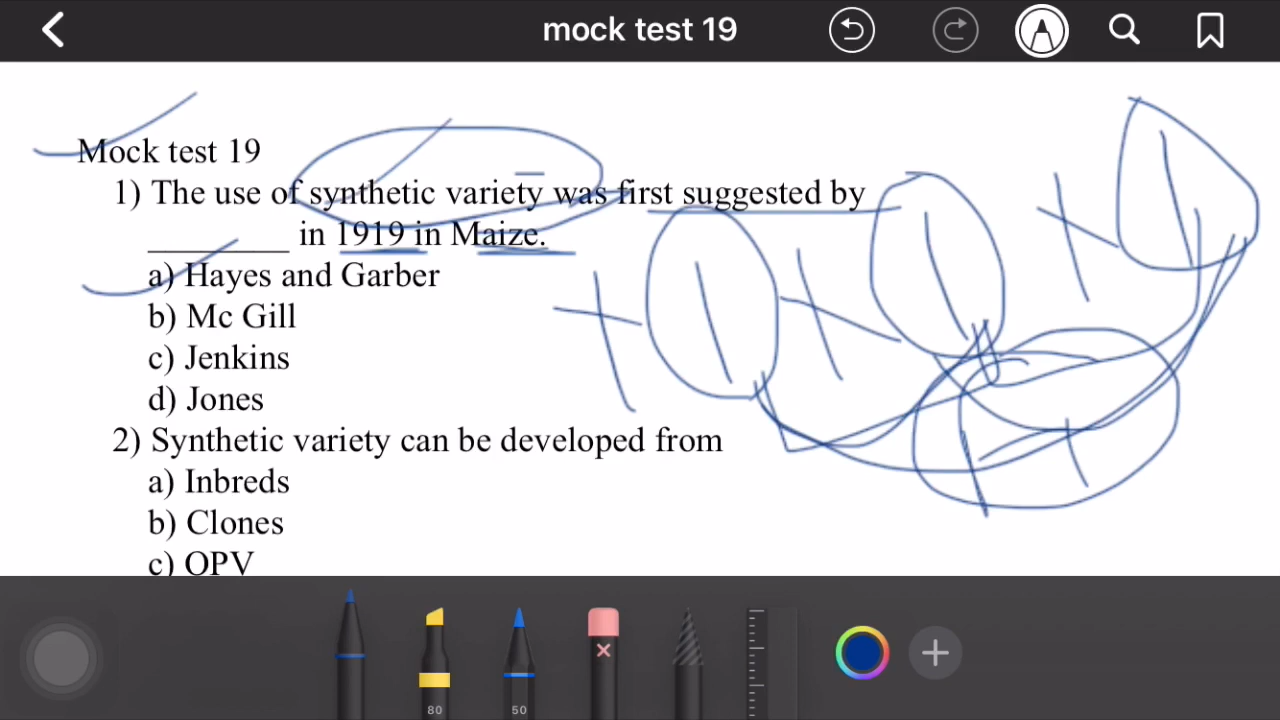 mock test 19
Mock test 19
1) The use of synthetic variety was first suggested by
________ in 1919 in Maize.
a) Hayes and Garber
b) Mc Gill
c) Jenkins
d) Jones
2) Synthetic variety can be developed from
a) Inbreds
b) Clones
c) OPV
80
50